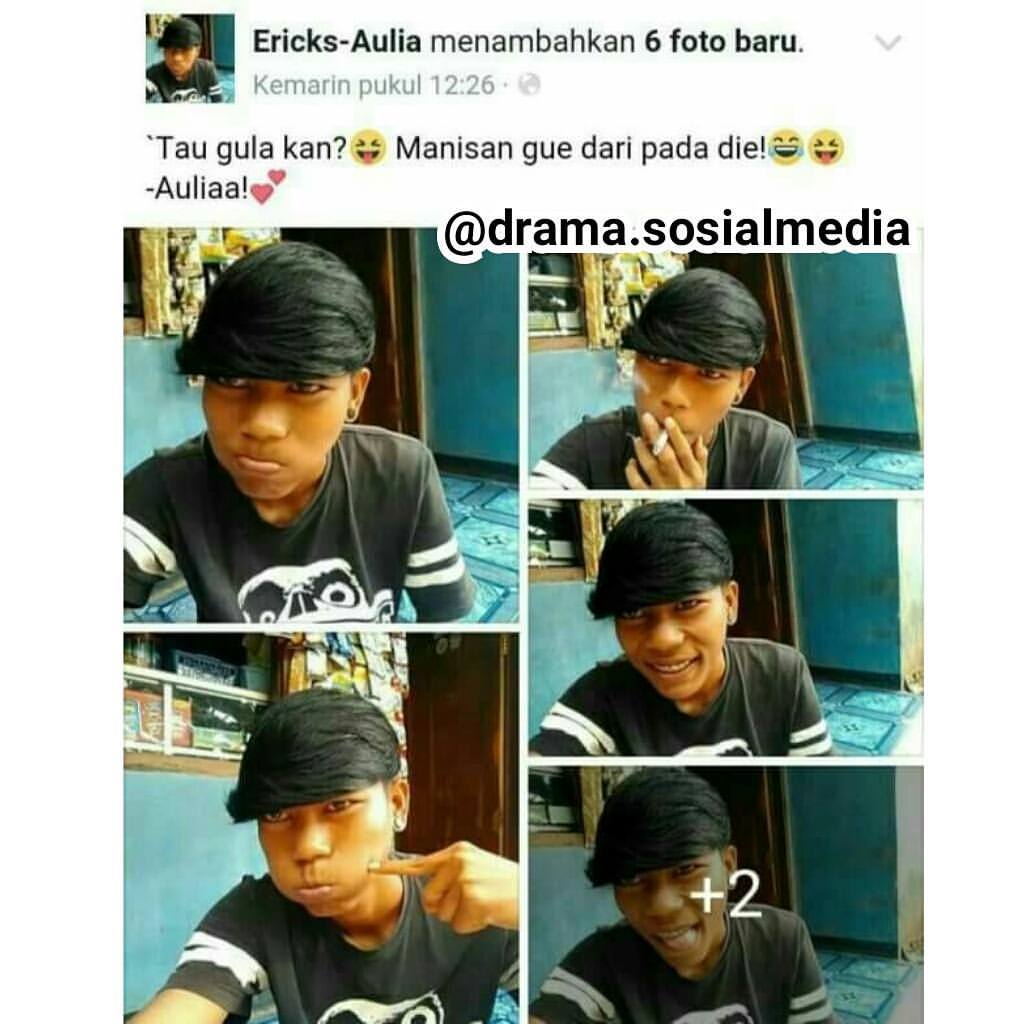 Ericks-Aulia menambahkan 6 foto baru.
Kemarin pukul 12:26 ·
`Tau gula kan?😝 Manisan gue dari pada die!😂😝
-Auliaa!💕
@drama.sosialmedia
+2